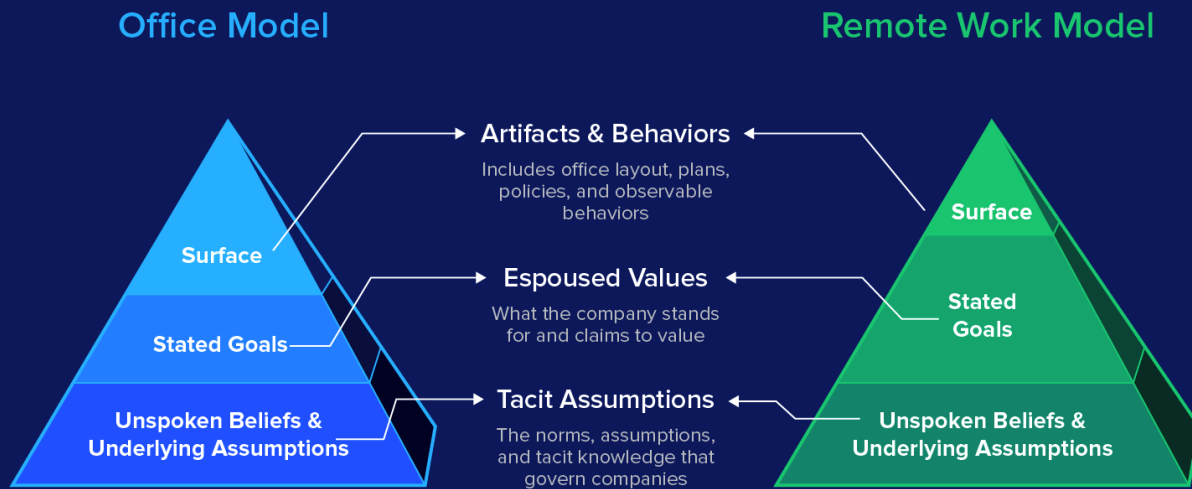 Office Model
Remote Work Model
Surface
Stated Goals
Unspoken Beliefs &
Underlying Assumptions
Artifacts & Behaviors
Includes office layout, plans,
policies, and observable
behaviors
Espoused Values
What the company stands
for and claims to value
Tacit Assumptions
The norms, assumptions,
and tacit knowledge that
govern companies
Surface
Stated
Goals
Unspoken Beliefs &
Underlying Assumptions